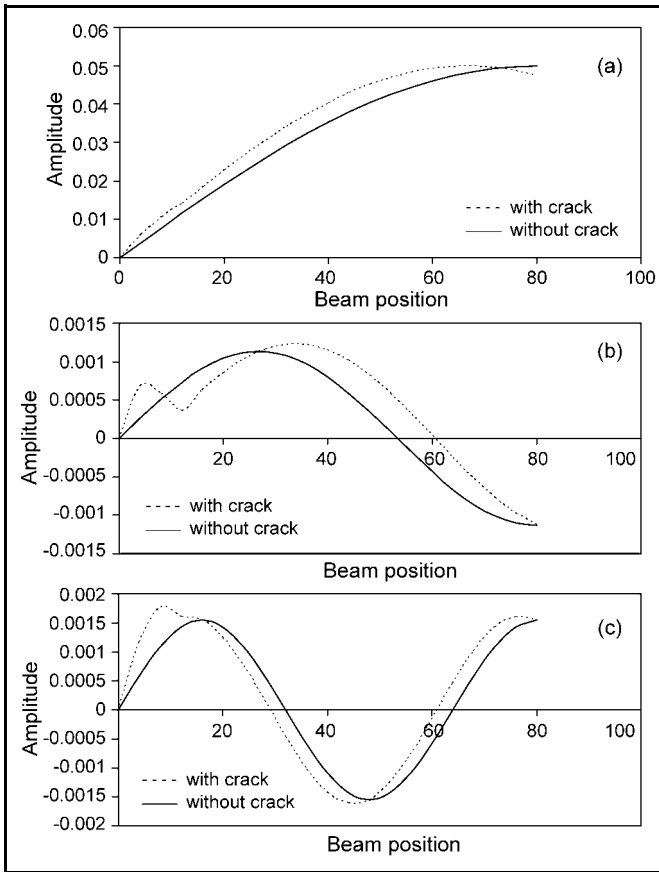 0.06
0.05
0.04
0.03
0.02
0.01
0
Amplitude
(a)
with crack
without crack
0 20 40 60 80 100
Beam position
0.0015
0.001
0.0005
0
-0.0005
-0.001
-0.0015
Amplitude
(b)
20 40 60 80 100
with crack
without crack
Beam position
0.002
0.0015
0.001
0.0005
0
-0.0005
-0.001
-0.0015
-0.002
Amplitude
(c)
20 40 60 80 100
with crack
without crack
Beam position